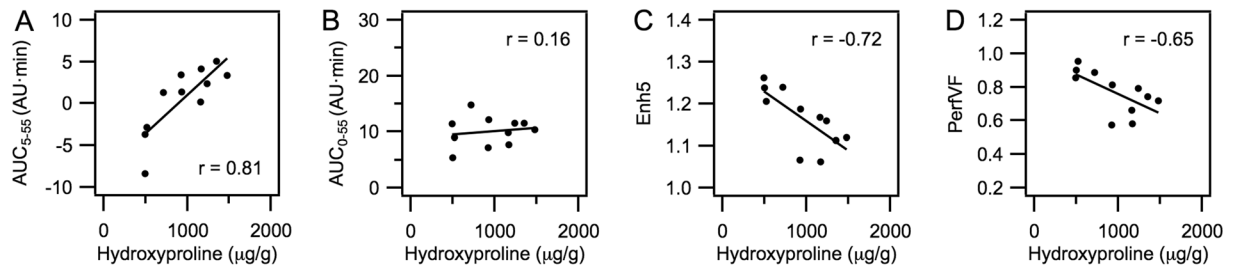 A
AUC5-55 (AU·min)
10
5
0
-5
-10
r = 0.81
0
1000
2000
Hydroxyproline (µg/g)
B
AUC0-55 (AU·min)
30
20
10
0
r = 0.16
0
1000
2000
Hydroxyproline (µg/g)
C
Enh5
1.4
1.3
1.2
1.1
1.0
r = -0.72
0
1000
2000
Hydroxyproline (µg/g)
D
PerfVF
1.2
1.0
0.8
0.6
0.4
0.2
r = -0.65
0
1000
2000
Hydroxyproline (µg/g)